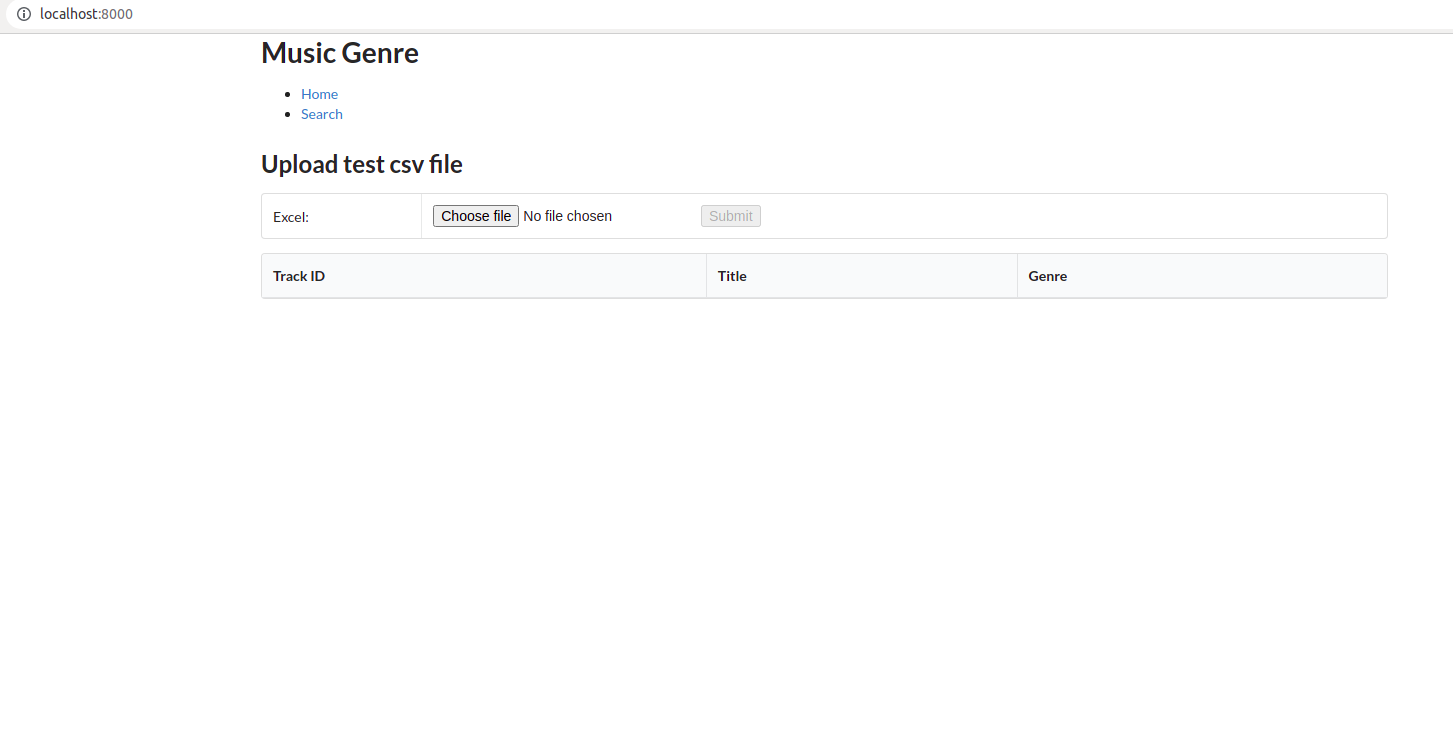 localhost:8000
Music Genre
Home
Search
Upload test csv file
Excel: Choose file No file chosen Submit
Track ID Title Genre